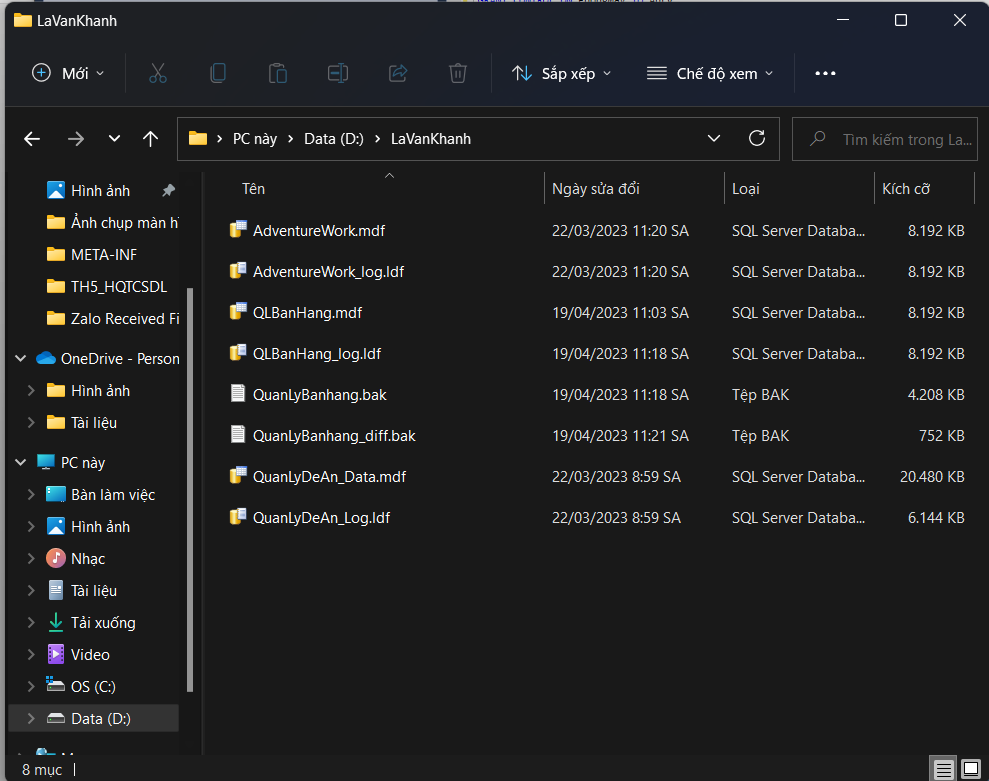 LaVanKhanh
Mới
Sắp xếp
Chế độ xem
PC này
Data (D:)
LaVanKhanh
Tìm kiếm trong La...
Hình ảnh
Ảnh chụp màn h
META-INF
TH5_HQTCSDL
Zalo Received Fi
OneDrive - Person
Hình ảnh
Tài liệu
PC này
Bàn làm việc
Hình ảnh
Nhạc
Tài liệu
Tải xuống
Video
OS (C:)
Data (D:)
Tên Ngày sửa đổi Loại Kích cỡ
AdventureWork.mdf 22/03/2023 11:20 SA SQL Server Databa... 8.192 KB
AdventureWork_log.ldf 22/03/2023 11:20 SA SQL Server Databa... 8.192 KB
QLBanHang.mdf 19/04/2023 11:03 SA SQL Server Databa... 8.192 KB
QLBanHang_log.ldf 19/04/2023 11:18 SA SQL Server Databa... 8.192 KB
QuanLyBanhang.bak 19/04/2023 11:18 SA Tệp BAK 4.208 KB
QuanLyBanhang_diff.bak 19/04/2023 11:21 SA Tệp BAK 752 KB
QuanLyDeAn_Data.mdf 22/03/2023 8:59 SA SQL Server Databa... 20.480 KB
QuanLyDeAn_Log.ldf 22/03/2023 8:59 SA SQL Server Databa... 6.144 KB
8 mục